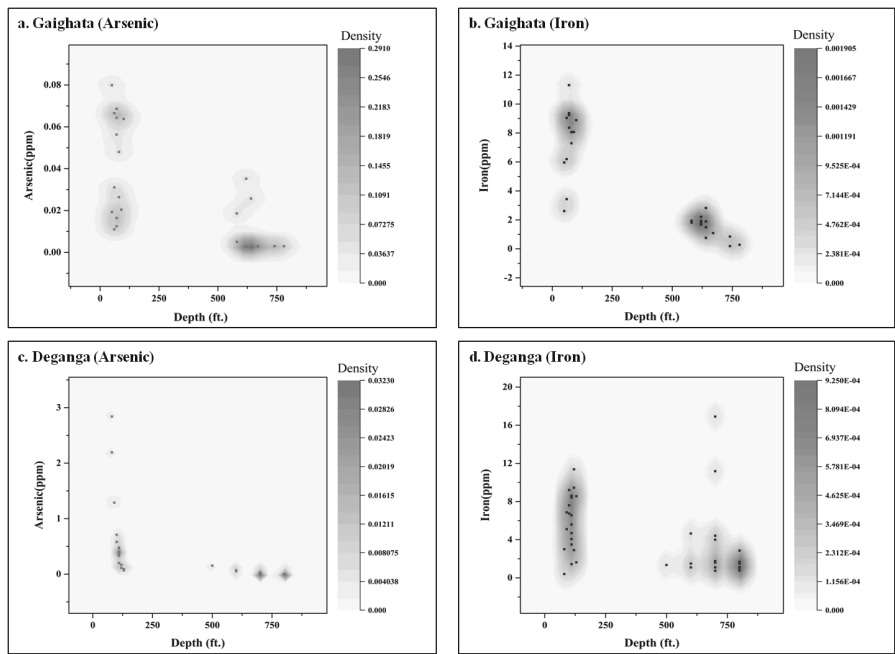 a. Gaighata (Arsenic)
Density
0.2910
0.2546
0.2183
0.1819
0.1455
0.1091
0.07275
0.03637
0.000
0.08
0.06
0.04
0.02
0.00
Arsenic(ppm)
0
250
500
750
Depth (ft.)
b. Gaighata (Iron)
Density
0.001905
0.001667
0.001429
0.001191
9.525E-04
7.144E-04
4.762E-04
2.381E-04
0.000
14
12
10
8
6
4
2
0
-2
Iron(ppm)
0
250
500
750
Depth (ft.)
c. Deganga (Arsenic)
Density
0.03230
0.02826
0.02423
0.02019
0.01615
0.01211
0.008075
0.004038
0.000
3
2
1
0
Arsenic(ppm)
0
250
500
750
Depth (ft.)
d. Deganga (Iron)
Density
9.250E-04
8.094E-04
6.937E-04
5.781E-04
4.625E-04
3.469E-04
2.312E-04
1.156E-04
0.000
20
16
12
8
4
0
Iron(ppm)
0
250
500
750
Depth (ft.)